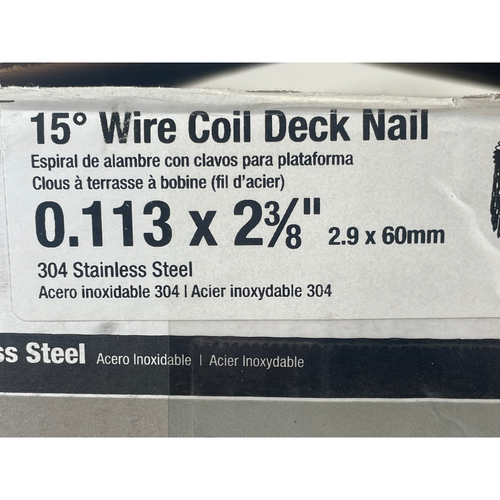 15° Wire Coil Deck Nail
Espiral de alambre con clavos para plataforma
Clous à terrasse à bobine (fil d'acier)
0.113 x 2⅜" 2.9 x 60mm
304 Stainless Steel
Acero inoxidable 304 | Acier inoxydable 304
ss Steel Acero Inoxidable | Acier Inoxydable